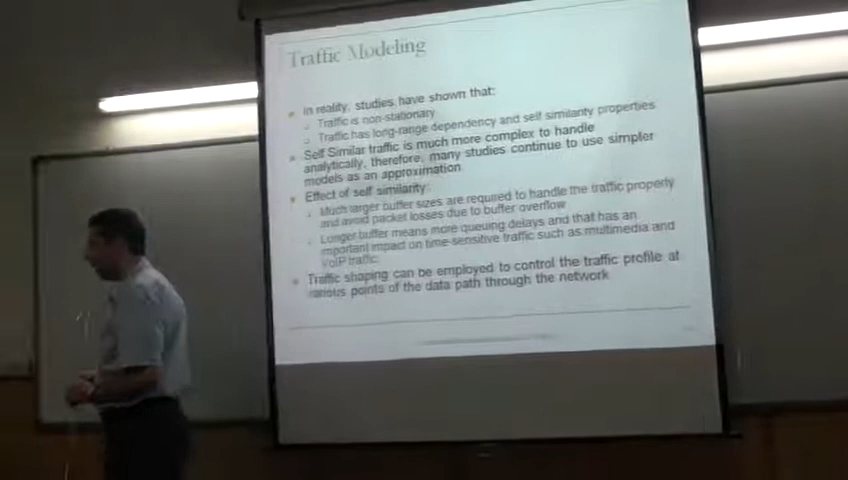 Traffic Modeling
In reality, studies have shown that:
Traffic is non-stationary
Traffic has long-range dependency and self similarity properties
Self Similar traffic is much more complex to handle
analytically, therefore, many studies continue to use simpler
models as an approximation
Effect of self similarity:
Much larger buffer sizes are required to handle the traffic property
and avoid packet losses due to buffer overflow
Longer buffer means more queuing delays and that has an
important impact on time-sensitive traffic such as multimedia and
VoIP traffic
Traffic shaping can be employed to control the traffic profile at
various points of the data path through the network